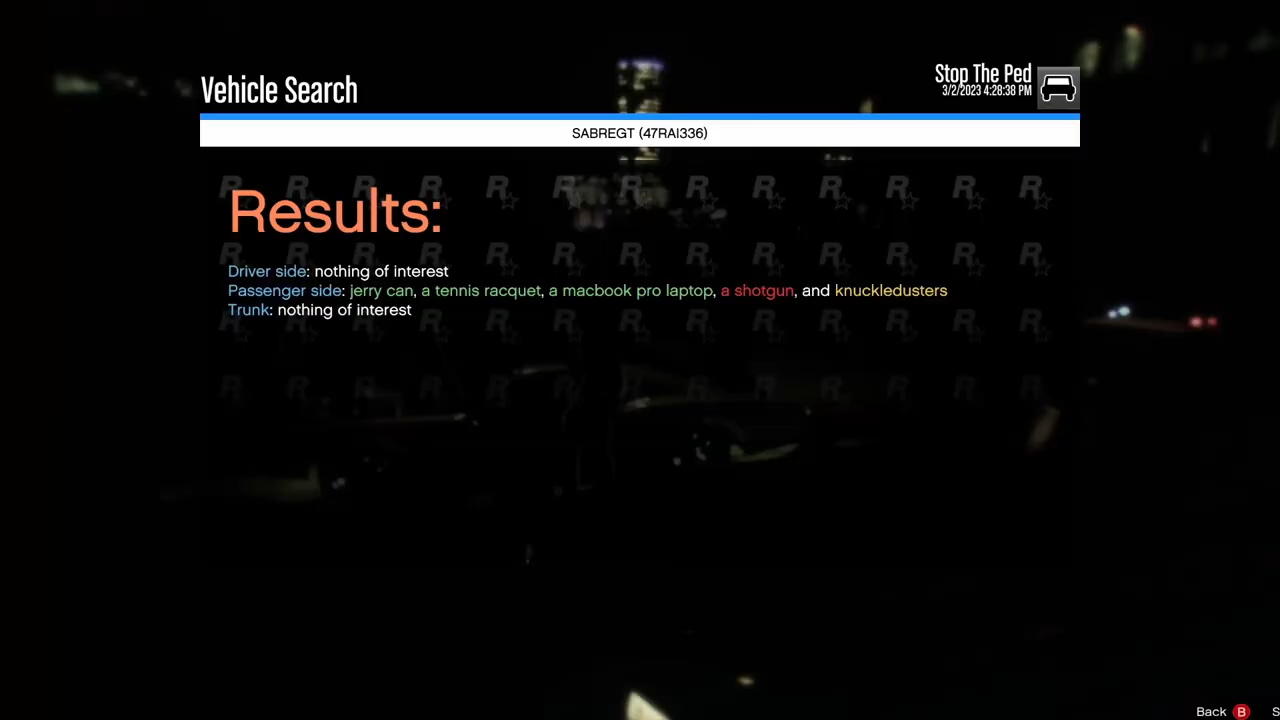 Vehicle Search
Stop The Ped
3/2/2023 4:28:38 PM
SABREGT (47RAI336)
Results:
Driver side: nothing of interest
Passenger side: jerry can, a tennis racquet, a macbook pro laptop, a shotgun, and knuckledusters
Trunk: nothing of interest
Back B S